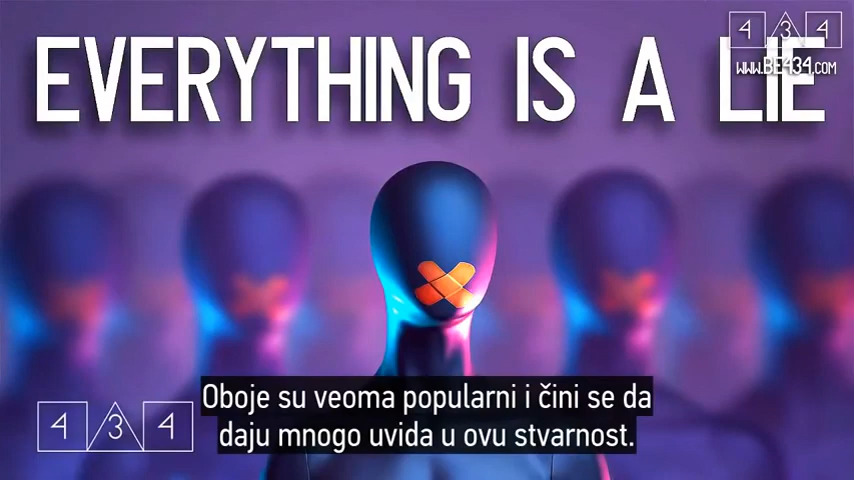 EVERYTHING IS A LIE
4 3 4
www.BE434.com
4 3 4
Oboje su veoma popularni i čini se da
daju mnogo uvida u ovu stvarnost.